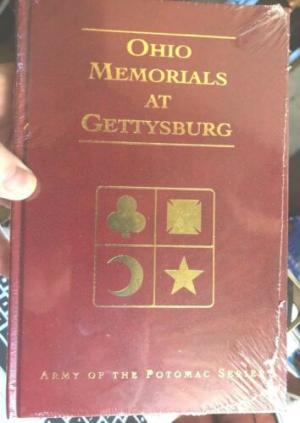 OHIO
MEMORIALS
AT
GETTYSBURG
ARMY OF THE POTOMAC SERIES